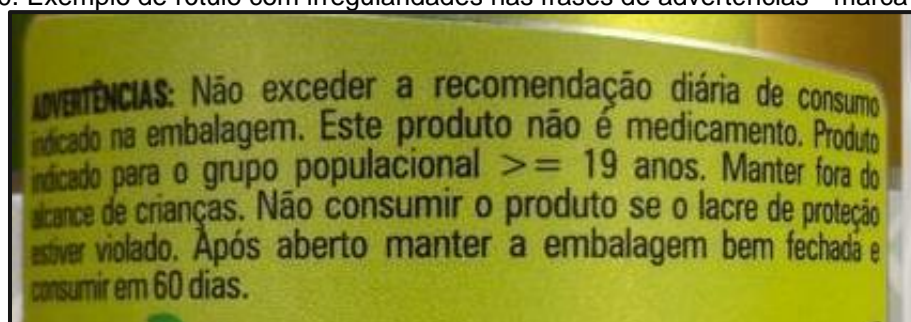 Exemplo de rótulo com irregularidades nas frases de advertências - marca
ADVERTÊNCIAS: Não exceder a recomendação diária de consumo
indicado na embalagem. Este produto não é medicamento. Produto
indicado para o grupo populacional >= 19 anos. Manter fora do
alcance de crianças. Não consumir o produto se o lacre de proteção
estiver violado. Após aberto manter a embalagem bem fechada e
consumir em 60 dias.